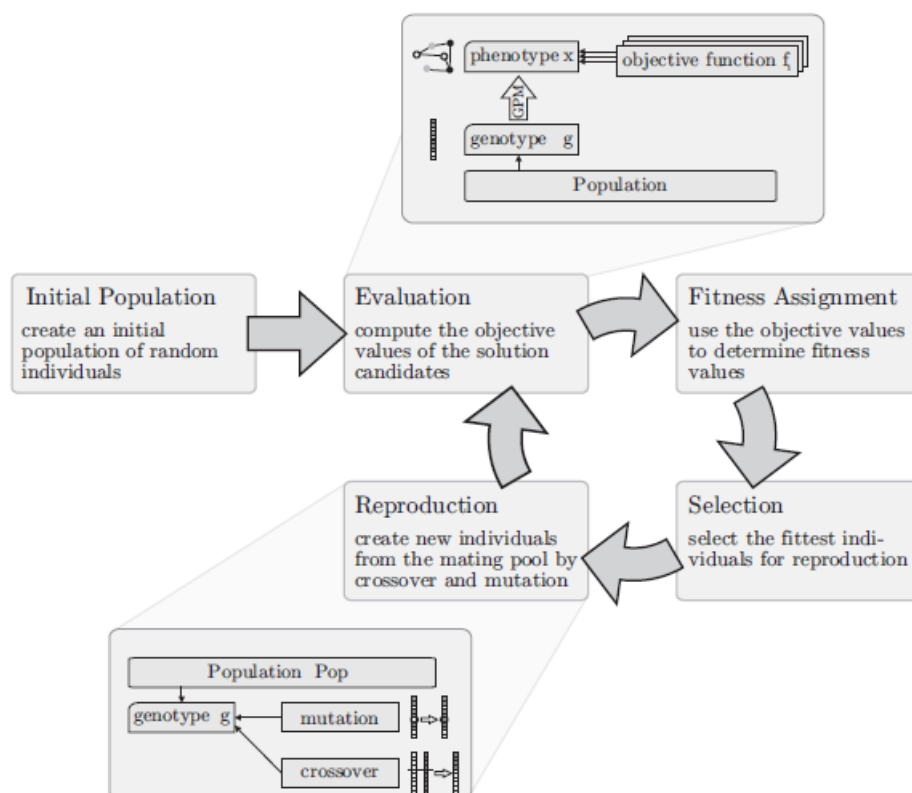 phenotype x
objective function fᵢ
GPM
genotype g
Population
Initial Population
create an initial
population of random
individuals
Evaluation
compute the objective
values of the solution
candidates
Fitness Assignment
use the objective values
to determine fitness
values
Reproduction
create new individuals
from the mating pool by
crossover and mutation
Selection
select the fittest indi-
viduals for reproduction
Population Pop
genotype g
mutation
crossover